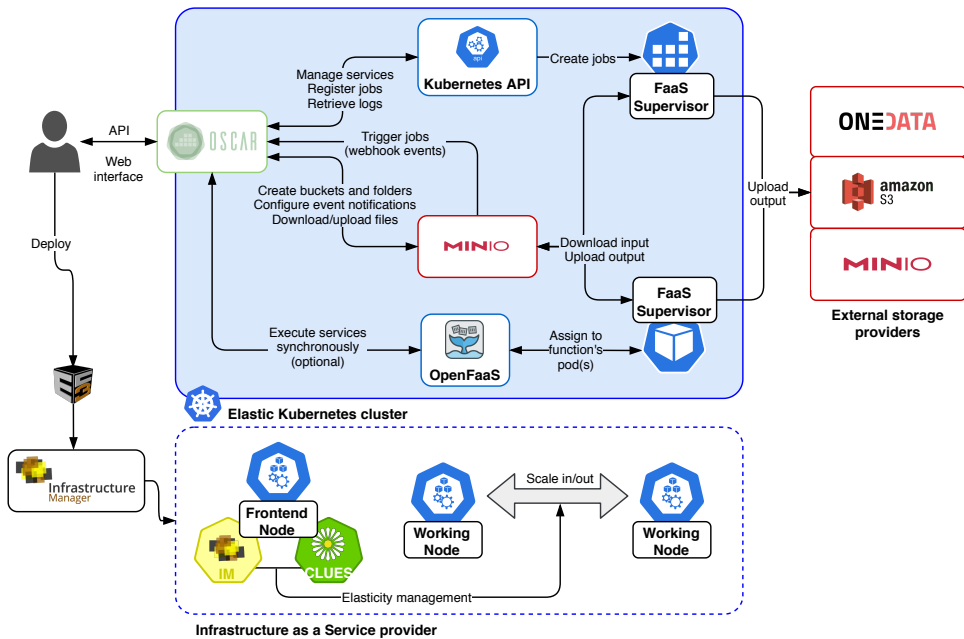 Manage services
Register jobs
Retrieve logs
api
Kubernetes API
Create jobs
FaaS
Supervisor
API
Web
interface
OSCAR
Trigger jobs
(webhook events)
Create buckets and folders
Configure event notifications
Download/upload files
MINIO
Download input
Upload output
Upload
output
ONEDATA
amazon
S3
MINIO
External storage
providers
Deploy
FaaS
Supervisor
Execute services
synchronously
(optional)
OpenFaaS
Assign to
function's
pod(s)
Elastic Kubernetes cluster
EC3
Infrastructure
Manager
Frontend
Node
IM
CLUES
Working
Node
Scale in/out
Working
Node
Elasticity management
Infrastructure as a Service provider